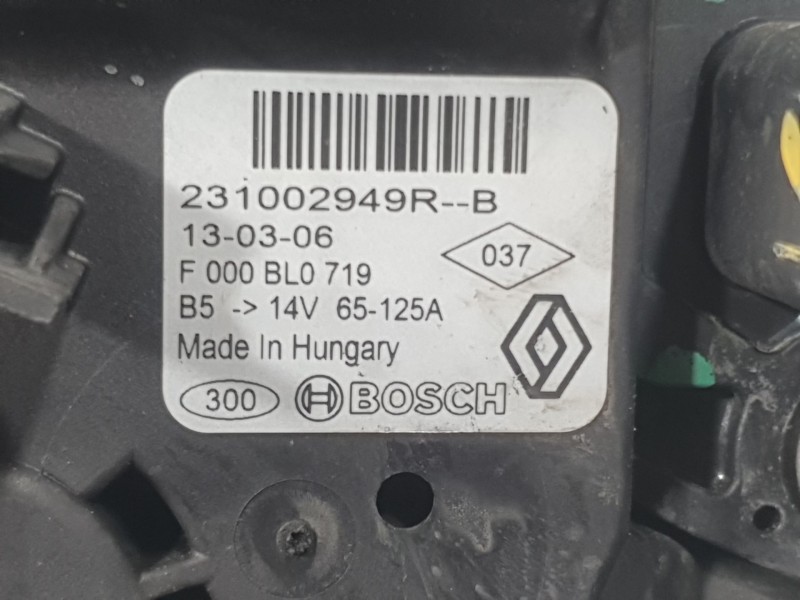 231002949R--B
13-03-06
037
F 000 BL0 719
B5 -> 14V 65-125A
Made In Hungary
300 BOSCH